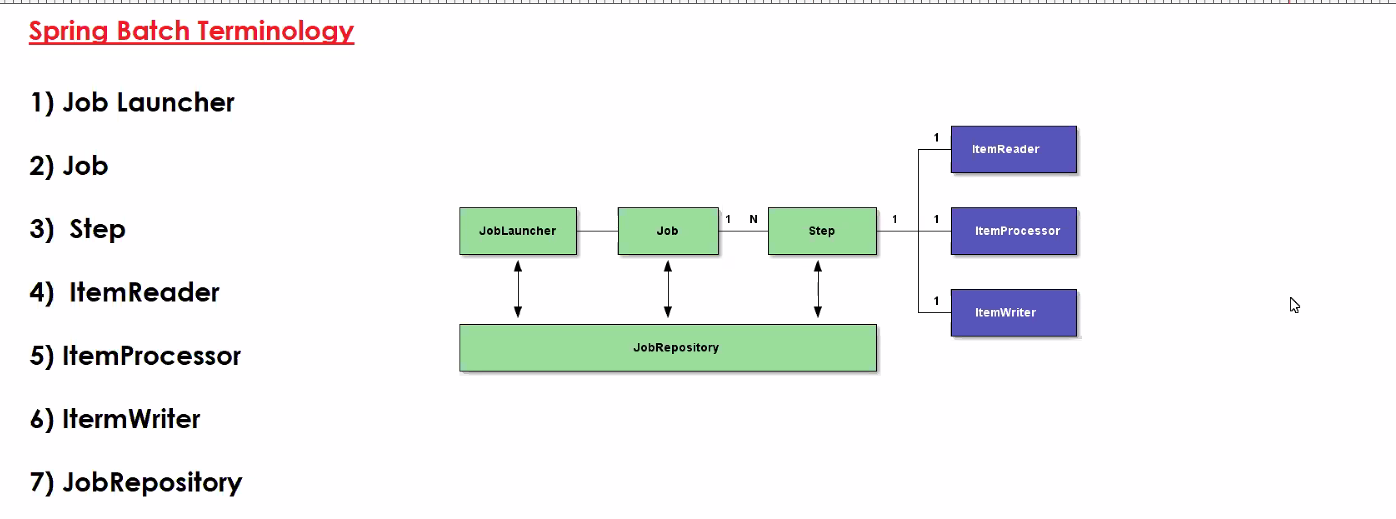 Spring Batch Terminology
1) Job Launcher
2) Job
3) Step
4) ItemReader
5) ItemProcessor
6) ItermWriter
7) JobRepository
JobLauncher
Job
1 N
Step
1
1
ItemReader
1
ItemProcessor
1
ItemWriter
JobRepository